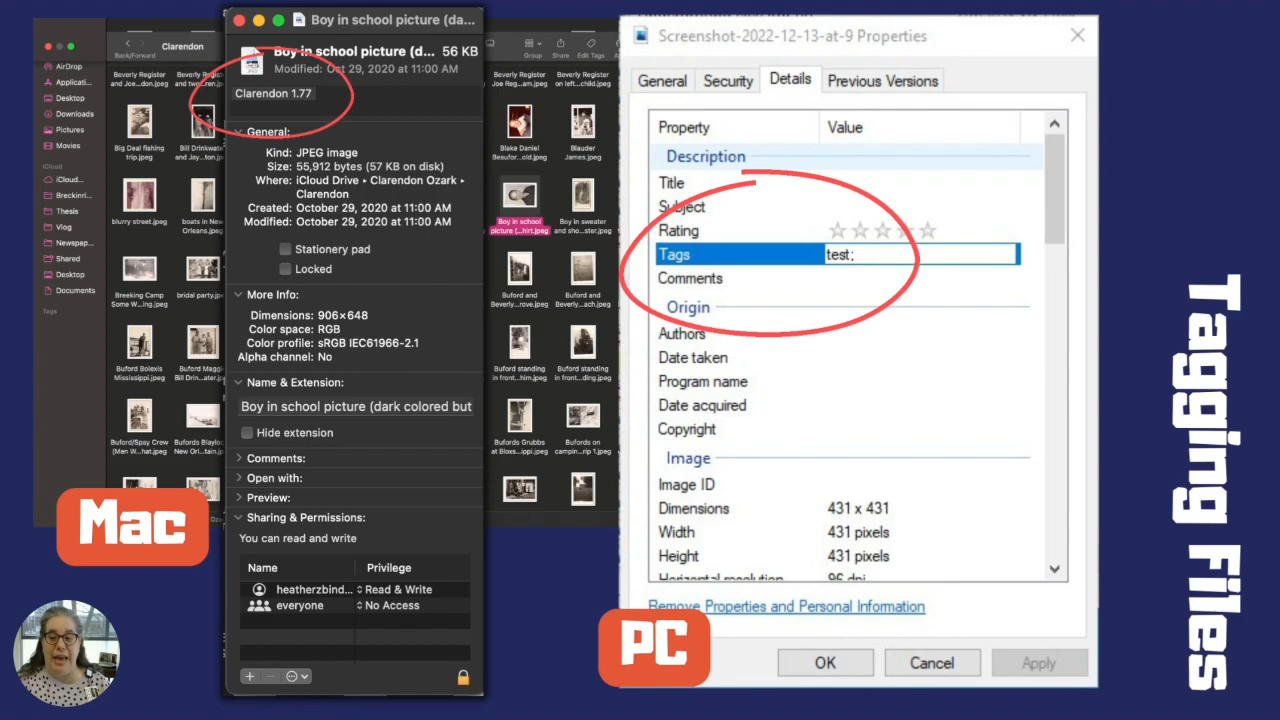 Clarendon
Back/Forward
Group
Share
Edit Tags
AirDrop
Applicati...
Desktop
Downloads
Pictures
Movies
iCloud
iCloud...
Breckinri...
Thesis
Vlog
Newspap...
Shared
Desktop
Documents
Tags
Beverly Register
and Joe...don.jpeg
Beverly Regist
and two...
Big Deal fishing
trip.jpeg
Bill Drinkwat
and Jay...ton.j
blurry street.jpeg
boats in New
Orleans.jpeg
Breeking Camp
Some W...ing.jpeg
bridal party.jpe
Buford Bolexis
Mississippi.jpeg
Buford Maggi
Bill Drin...ater.j
Buford/Spay Crew
(Men W...hat.jpeg
Bufords Blaylo
New Orl...tain.j
Boy in school picture (da...
Boy in school picture (d...
56 KB
Modified: Oct 29, 2020 at 11:00 AM
Clarendon 1.77
General:
Kind: JPEG image
Size: 55,912 bytes (57 KB on disk)
Where: iCloud Drive ▸ Clarendon Ozark ▸
Clarendon
Created: October 29, 2020 at 11:00 AM
Modified: October 29, 2020 at 11:00 AM
Stationery pad
Locked
More Info:
Dimensions: 906×648
Color space: RGB
Color profile: sRGB IEC61966-2.1
Alpha channel: No
Name & Extension:
Boy in school picture (dark colored but
Hide extension
Comments:
Open with:
Preview:
Sharing & Permissions:
You can read and write
Name Privilege
heatherzbind... Read & Write
everyone No Access
Beverly Register
Joe Reg...am.jpeg
Beverly Register
on left...child.jpeg
Blake Daniel
Beaufor...old.jpeg
Blauder
James.jpeg
Boy in school
picture (...hirt.jpeg
Boy in sweater
and sho...ster.jpeg
Buford and
Beverly...rove.jpeg
Buford and
Beverly...ach.jpeg
Buford standing
in front...him.jpeg
Buford standing
in front...ding.jpeg
Bufords Grubbs
at Bloxs...ippi.jpeg
Bufords on
campin...rip 1.jpeg
Mac
Screenshot-2022-12-13-at-9 Properties
General Security Details Previous Versions
Property Value
Description
Title
Subject
Rating
Tags test;
Comments
Origin
Authors
Date taken
Program name
Date acquired
Copyright
Image
Image ID
Dimensions 431 x 431
Width 431 pixels
Height 431 pixels
Horizontal resolution 96 dpi
Remove Properties and Personal Information
OK Cancel Apply
PC
Tagging Files